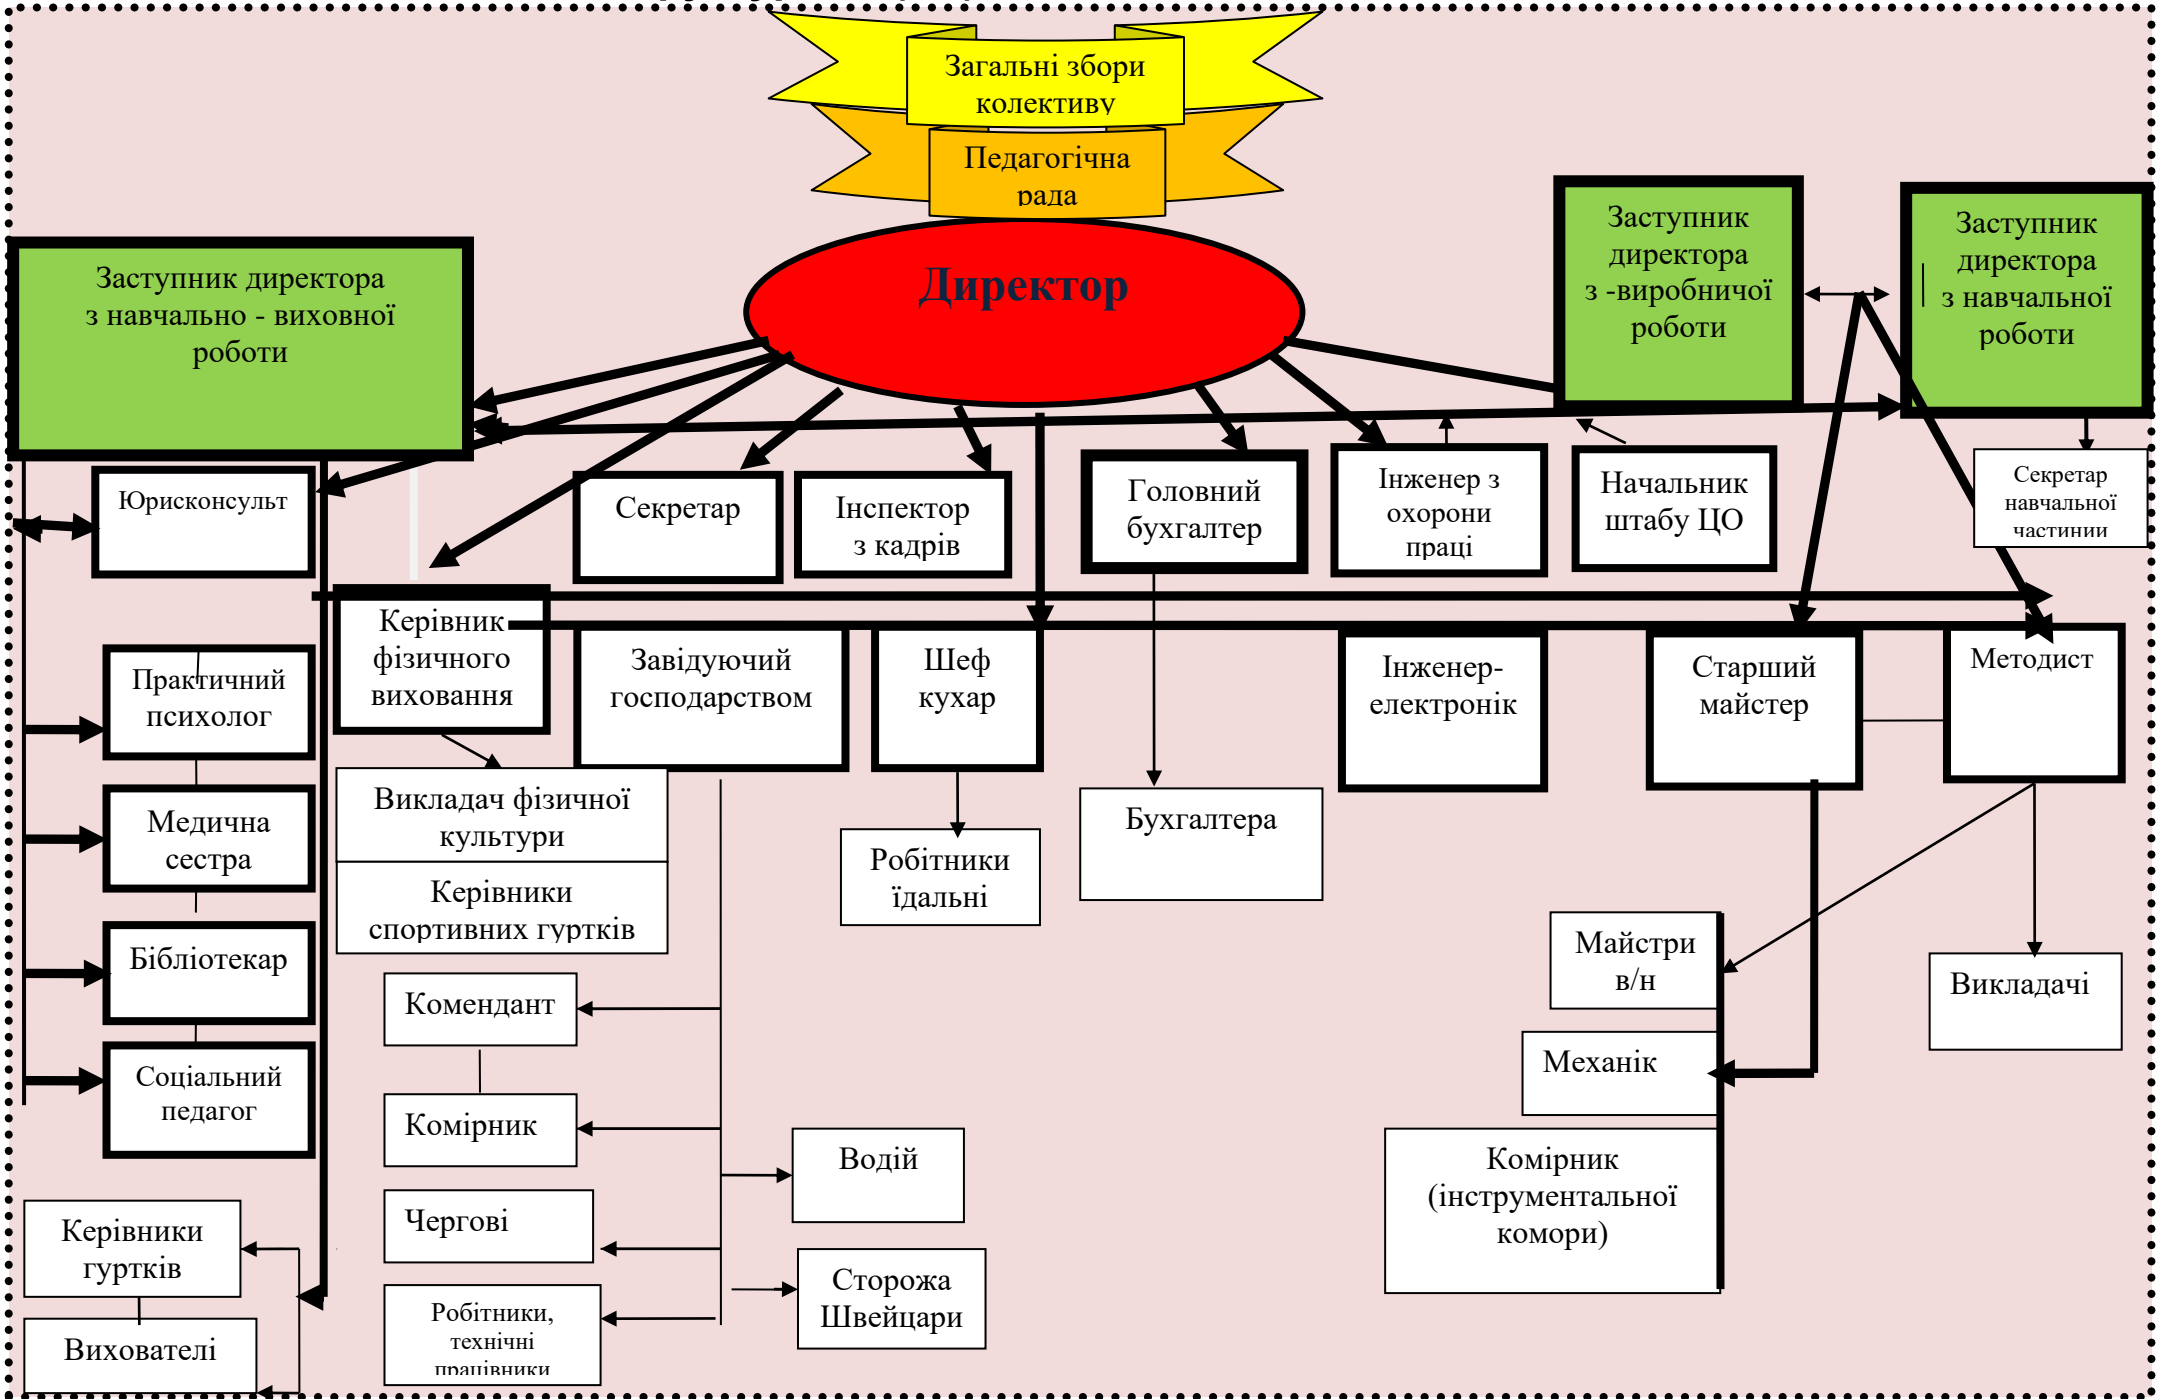 Загальні збори
колективу
Педагогічна
рада
Директор
Заступник директора
з навчально - виховної
роботи
Заступник
директора
з -виробничої
роботи
Заступник
директора
з навчальної
роботи
Юрисконсульт
Секретар
Інспектор
з кадрів
Головний
бухгалтер
Інженер з
охорони
праці
Начальник
штабу ЦО
Секретар
навчальної
частинии
Практичний
психолог
Керівник
фізичного
виховання
Завідуючий
господарством
Шеф
кухар
Інженер-
електронік
Старший
майстер
Методист
Медична
сестра
Викладач фізичної
культури
Керівники
спортивних гуртків
Робітники
їдальні
Бухгалтера
Бібліотекар
Соціальний
педагог
Комендант
Комірник
Чергові
Робітники,
технічні
працівники
Водій
Сторожа
Швейцари
Майстри
в/н
Механік
Комірник
(інструментальної
комори)
Викладачі
Керівники
гуртків
Вихователі